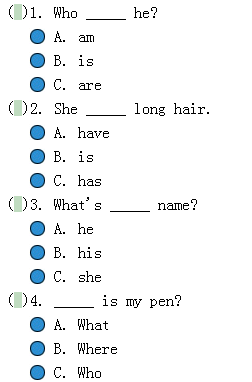 ( )1. Who _____ he?
A. am
B. is
C. are
( )2. She _____ long hair.
A. have
B. is
C. has
( )3. What's _____ name?
A. he
B. his
C. she
( )4. _____ is my pen?
A. What
B. Where
C. Who